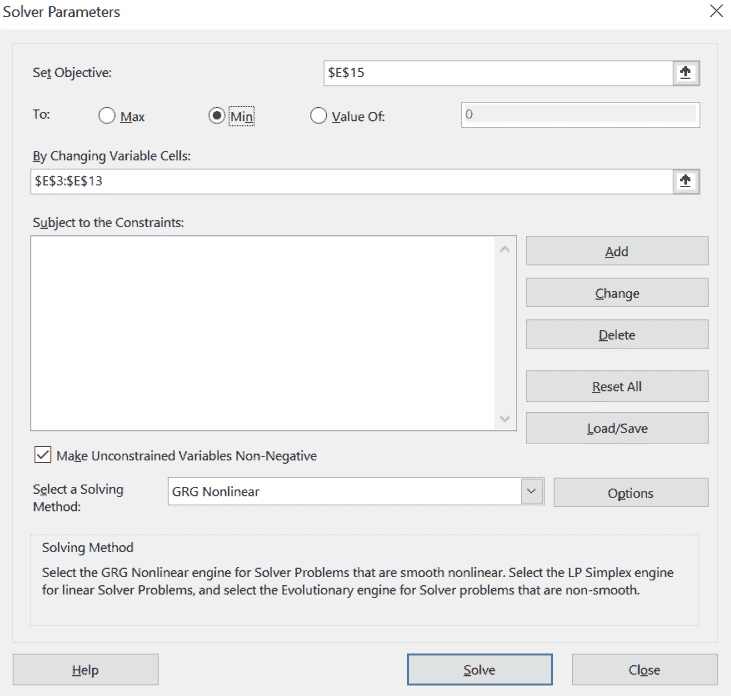 Solver Parameters
Set Objective:
$E$15
To:
Max
Min
Value Of:
0
By Changing Variable Cells:
$E$3:$E$13
Subject to the Constraints:
Add
Change
Delete
Reset All
Load/Save
Make Unconstrained Variables Non-Negative
Select a Solving
Method:
GRG Nonlinear
Options
Solving Method
Select the GRG Nonlinear engine for Solver Problems that are smooth nonlinear. Select the LP Simplex engine
for linear Solver Problems, and select the Evolutionary engine for Solver problems that are non-smooth.
Help
Solve
Close